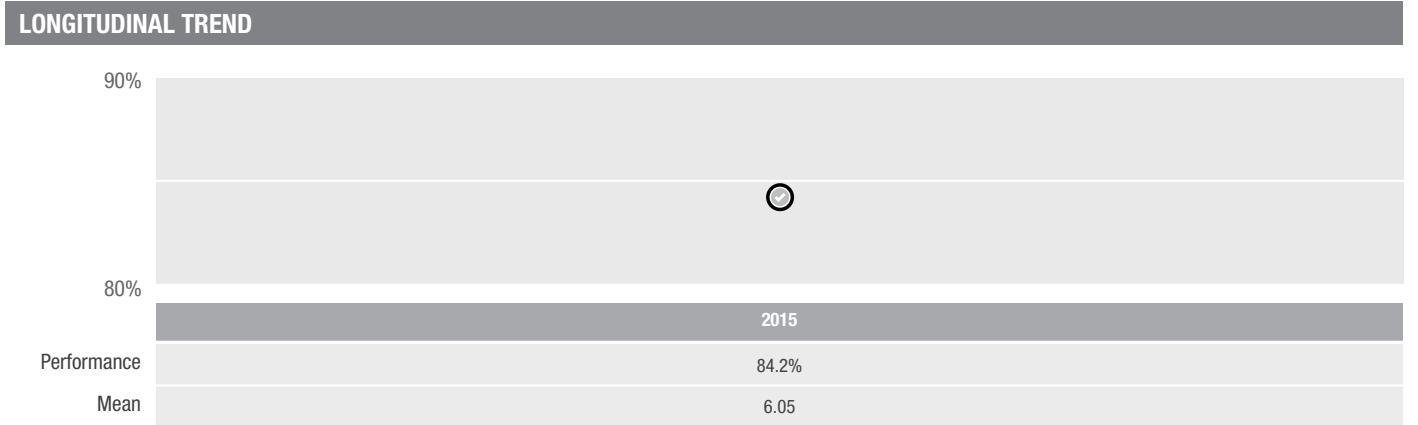 LONGITUDINAL TREND
90%
80%
2015
Performance 84.2%
Mean 6.05